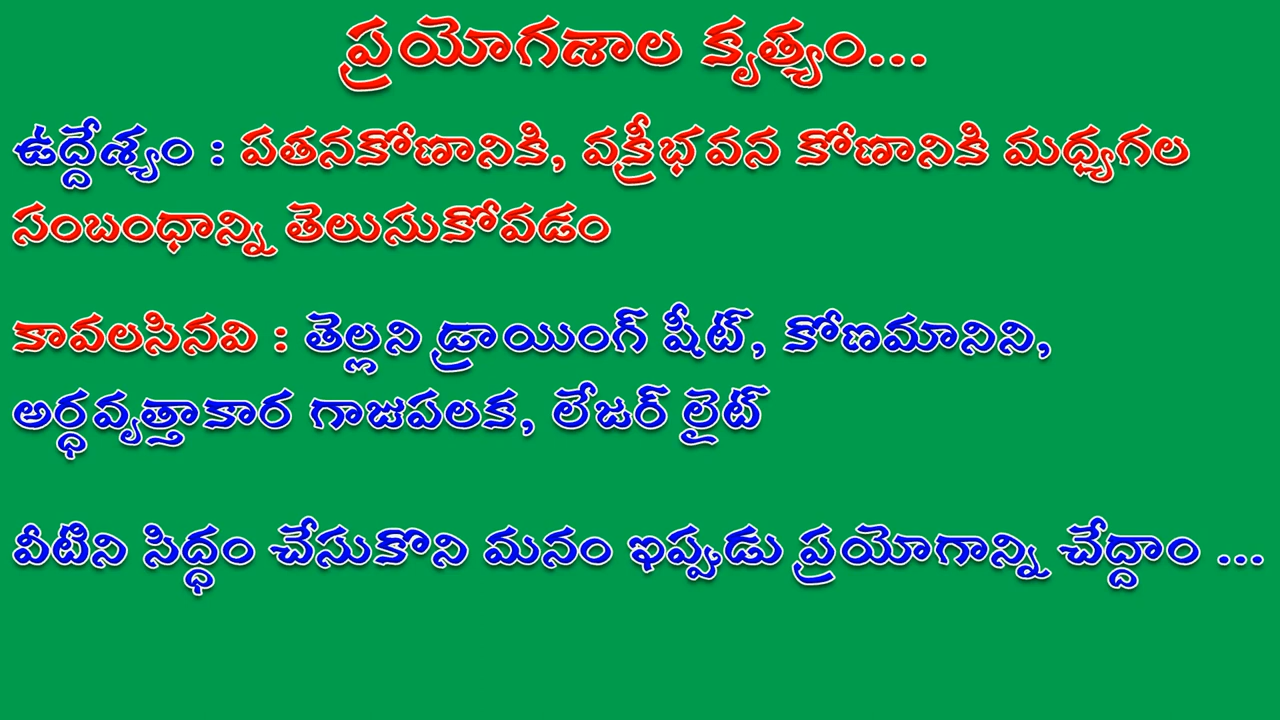 ప్రయోగశాల కృత్యం...
ఉద్దేశ్యం : పతనకోణానికి, వక్రీభవన కోణానికి మధ్యగల
సంబంధాన్ని తెలుసుకోవడం
కావలసినవి : తెల్లని డ్రాయింగ్ షీట్, కోణమానిని,
అర్ధవృత్తాకార గాజుపలక, లేజర్ లైట్
వీటిని సిద్ధం చేసుకొని మనం ఇప్పుడు ప్రయోగాన్ని చేద్దాం ...